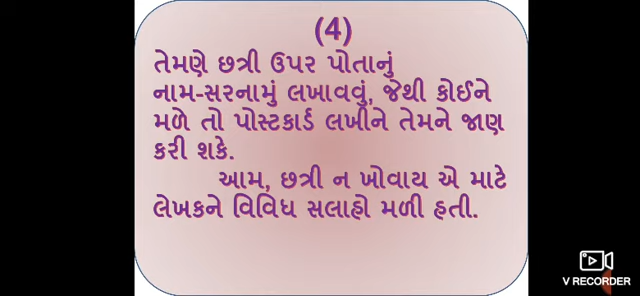 (4)
તેમણે છત્રી ઉપર પોતાનું
નામ-સરનામું લખાવવું, જેથી કોઈને
મળે તો પોસ્ટકાર્ડ લખીને તેમને જાણ
કરી શકે.
આમ, છત્રી ન ખોવાય એ માટે
લેખકને વિવિધ સલાહો મળી હતી.
V RECORDER